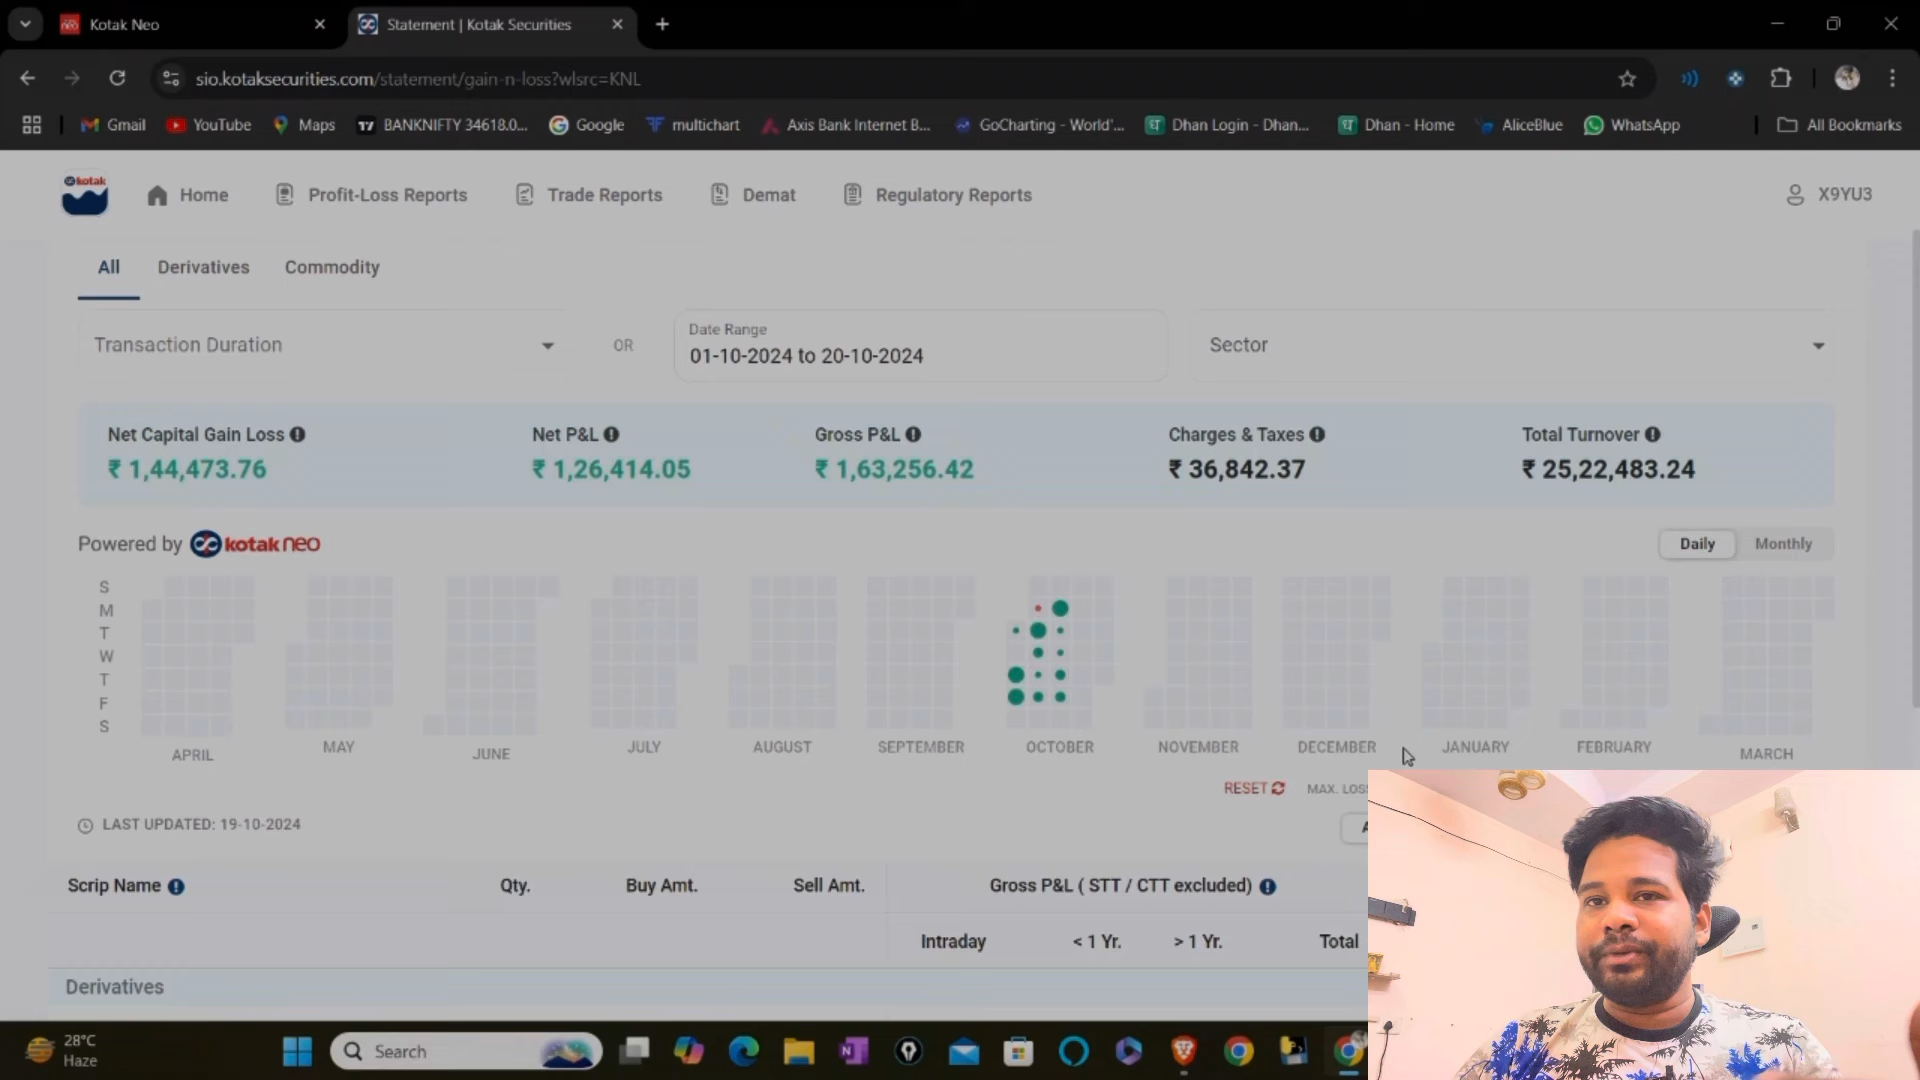 Kotak Neo
Statement | Kotak Securities
sio.kotaksecurities.com/statement/gain-n-loss?wlsrc=KNL
Gmail YouTube Maps BANKNIFTY 34618.0... Google multichart Axis Bank Internet B... GoCharting - World'... Dhan Login - Dhan... Dhan - Home AliceBlue WhatsApp All Bookmarks
kotak Home Profit-Loss Reports Trade Reports Demat Regulatory Reports X9YU3
All Derivatives Commodity
Date Range
Transaction Duration OR 01-10-2024 to 20-10-2024 Sector
Net Capital Gain Loss Net P&L Gross P&L Charges & Taxes Total Turnover
₹ 1,44,473.76 ₹ 1,26,414.05 ₹ 1,63,256.42 ₹ 36,842.37 ₹ 25,22,483.24
Powered by kotak neo Daily Monthly
S
M
T
W
T
F
S
APRIL MAY JUNE JULY AUGUST SEPTEMBER OCTOBER NOVEMBER DECEMBER JANUARY FEBRUARY MARCH
RESET MAX. LOSS
LAST UPDATED: 19-10-2024
Scrip Name Qty. Buy Amt. Sell Amt. Gross P&L ( STT / CTT excluded)
Intraday < 1 Yr. > 1 Yr. Total
Derivatives
28°C
Haze
Search